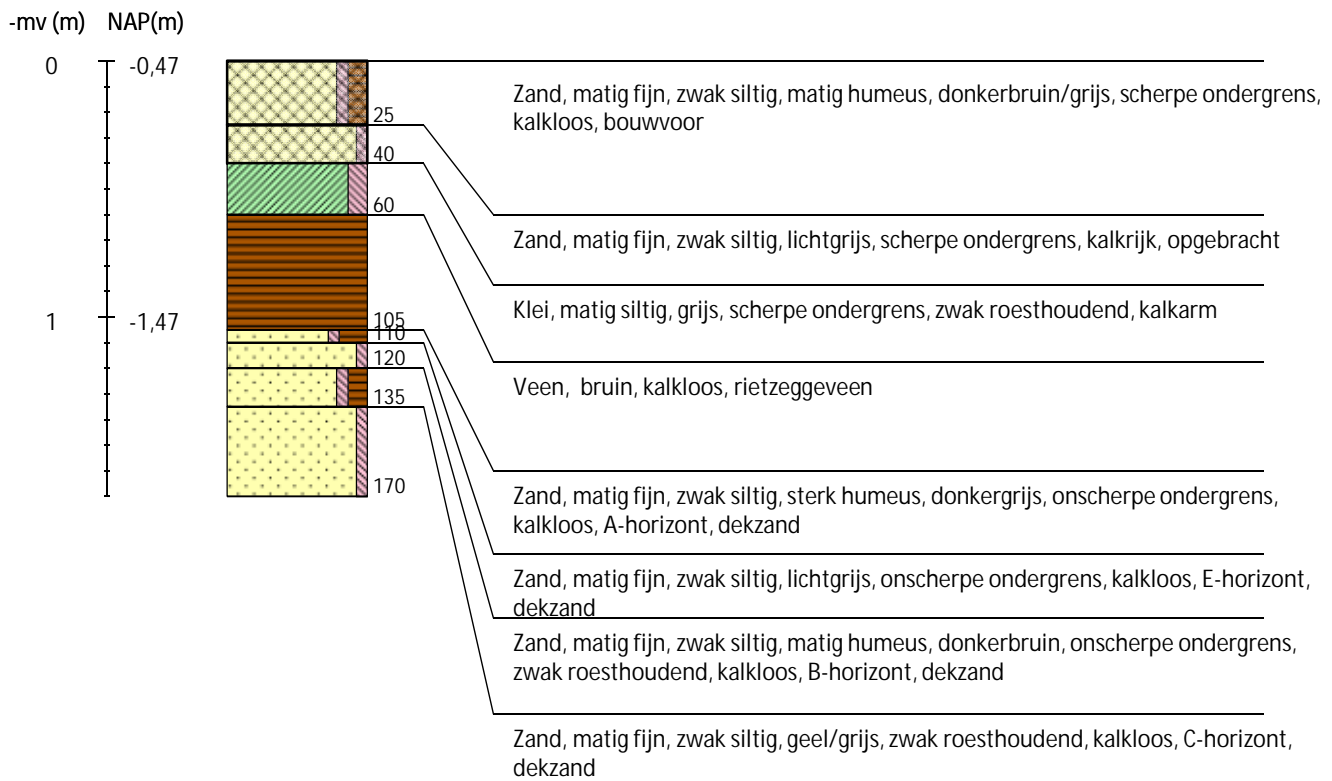 -mv (m) NAP(m)
0 -0,47
25
40
60
1 -1,47
105
110
120
135
170
Zand, matig fijn, zwak siltig, matig humeus, donkerbruin/grijs, scherpe ondergrens,
kalkloos, bouwvoor
Zand, matig fijn, zwak siltig, lichtgrijs, scherpe ondergrens, kalkrijk, opgebracht
Klei, matig siltig, grijs, scherpe ondergrens, zwak roesthoudend, kalkarm
Veen, bruin, kalkloos, rietzeggeveen
Zand, matig fijn, zwak siltig, sterk humeus, donkergrijs, onscherpe ondergrens,
kalkloos, A-horizont, dekzand
Zand, matig fijn, zwak siltig, lichtgrijs, onscherpe ondergrens, kalkloos, E-horizont,
dekzand
Zand, matig fijn, zwak siltig, matig humeus, donkerbruin, onscherpe ondergrens,
zwak roesthoudend, kalkloos, B-horizont, dekzand
Zand, matig fijn, zwak siltig, geel/grijs, zwak roesthoudend, kalkloos, C-horizont,
dekzand